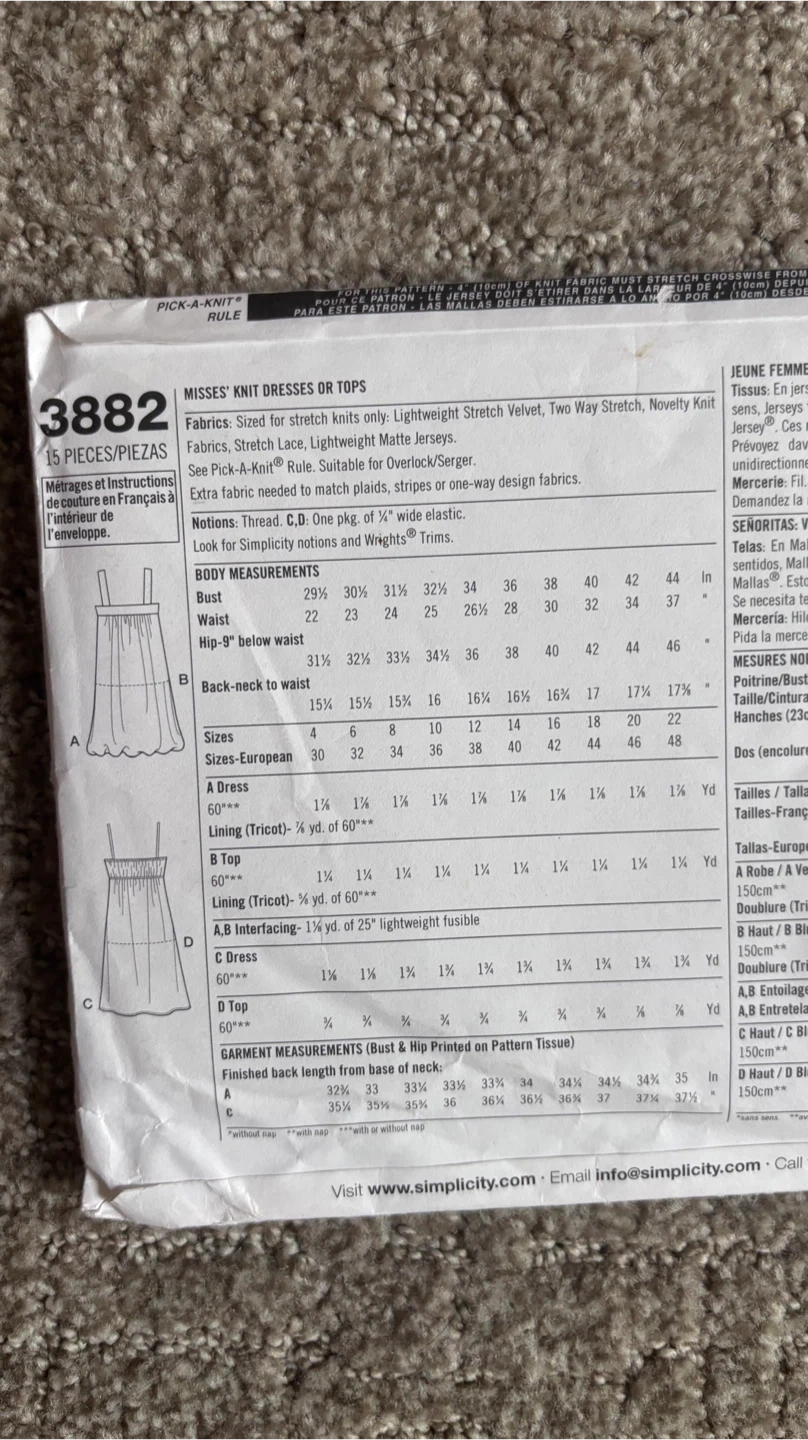 PICK-A-KNIT®
RULE
FOR THIS PATTERN - 4" (10cm) OF KNIT FABRIC MUST STRETCH CROSSWISE FROM
POUR CE PATRON - LE JERSEY DOIT S'ETIRER DANS LA LARGEUR DE 4" (10cm) DEPU
PARA ESTE PATRON - LAS MALLAS DEBEN ESTIRARSE A LO AN HO POR 4" (10cm) DESDE
3882
15 PIECES/PIEZAS
Métrages et Instructions
de couture en Français à
l'intérieur de
l'enveloppe.
A
B
C
D
MISSES' KNIT DRESSES OR TOPS
Fabrics: Sized for stretch knits only: Lightweight Stretch Velvet, Two Way Stretch, Novelty Knit
Fabrics, Stretch Lace, Lightweight Matte Jerseys.
See Pick-A-Knit® Rule. Suitable for Overlock/Serger.
Extra fabric needed to match plaids, stripes or one-way design fabrics.
Notions: Thread. C,D: One pkg. of ¼" wide elastic.
Look for Simplicity notions and Wrights® Trims.
BODY MEASUREMENTS
Bust 29½ 30½ 31½ 32½ 34 36 38 40 42 44 In
Waist 22 23 24 25 26½ 28 30 32 34 37 "
Hip-9" below waist
31½ 32½ 33½ 34½ 36 38 40 42 44 46 "
Back-neck to waist
15¼ 15½ 15¾ 16 16¼ 16½ 16¾ 17 17¼ 17⅜ "
Sizes 4 6 8 10 12 14 16 18 20 22
Sizes-European 30 32 34 36 38 40 42 44 46 48
A Dress
60"** 1⅞ 1⅞ 1⅞ 1⅞ 1⅞ 1⅞ 1⅞ 1⅞ 1⅞ 1⅞ Yd
Lining (Tricot)- ⅞ yd. of 60"**
B Top
60"** 1¼ 1¼ 1¼ 1¼ 1¼ 1¼ 1¼ 1¼ 1¼ 1¼ Yd
Lining (Tricot)- ⅝ yd. of 60"**
A,B Interfacing- 1⅛ yd. of 25" lightweight fusible
C Dress
60"** 1¾ 1¾ 1¾ 1¾ 1¾ 1¾ 1¾ 1¾ Yd
D Top
60"** ¾ ¾ ¾ ¾ ¾ ¾ ¾ ¾ ⅞ ⅞ Yd
GARMENT MEASUREMENTS (Bust & Hip Printed on Pattern Tissue)
Finished back length from base of neck:
A 32¾ 33 33¼ 33½ 33¾ 34 34¼ 34½ 34¾ 35 In
C 35¼ 35½ 35¾ 36 36¼ 36½ 36¾ 37 37¼ 37½ "
*without nap **with nap ***with or without nap
JEUNE FEMME
Tissus: En jers
sens, Jerseys
Jersey®. Ces
Prévoyez dav
unidirectionne
Mercerie: Fil.
Demandez la
SEÑORITAS: V
Telas: En Mal
sentidos, Mall
Mallas®. Esto
Se necesita te
Mercería: Hil
Pida la merce
MESURES NOI
Poitrine/Bust
Taille/Cintura
Hanches (23c
Dos (encolure
Tailles / Talla
Tailles-Franç
Tallas-Europe
A Robe / A Ve
150cm**
Doublure (Tri
B Haut / B Bl
150cm**
Doublure (Tri
A,B Entoilage
A,B Entretela
C Haut / C Bl
150cm**
D Haut / D Bl
150cm**
*sans sens **av
Visit www.simplicity.com · Email info@simplicity.com · Call